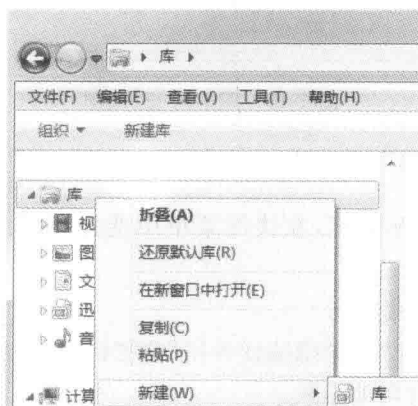 库
文件(F) 编辑(E) 查看(V) 工具(T) 帮助(H)
组织 新建库
库
视
图
文
迅
音
计算
折叠(A)
还原默认库(R)
在新窗口中打开(E)
复制(C)
粘贴(P)
新建(W)
库